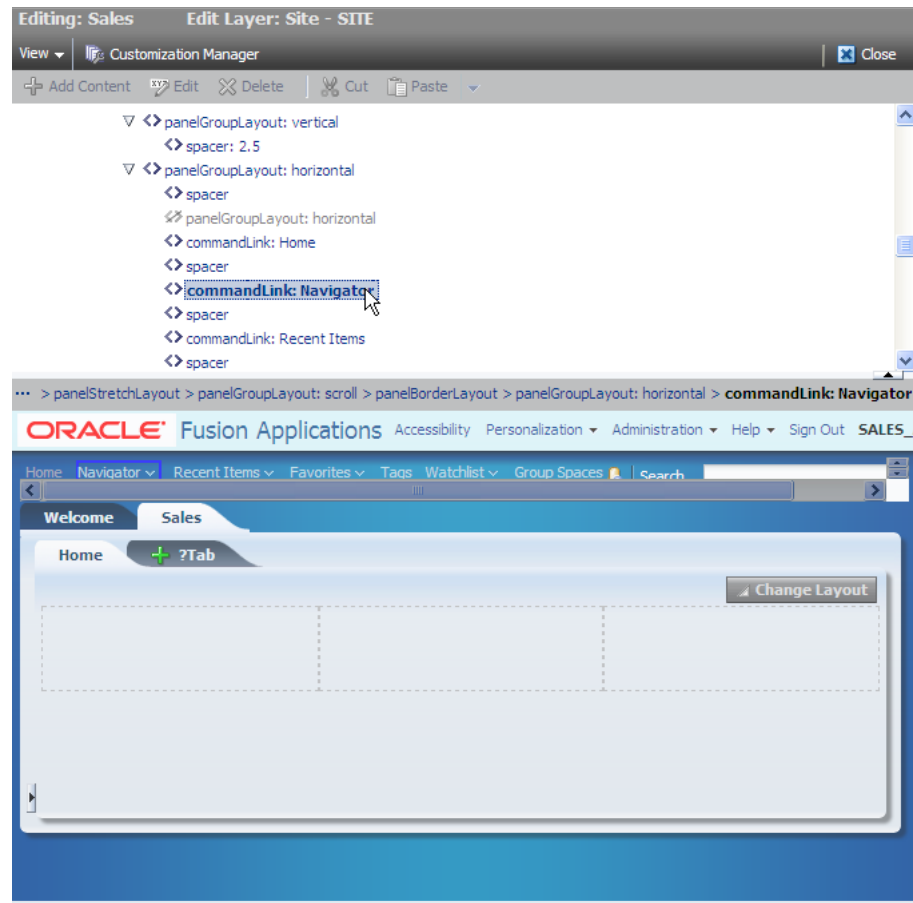 Editing: Sales Edit Layer: Site - SITE
View Customization Manager Close
Add Content Edit Delete Cut Paste
panelGroupLayout: vertical
spacer: 2.5
panelGroupLayout: horizontal
spacer
panelGroupLayout: horizontal
commandLink: Home
spacer
commandLink: Navigator
spacer
commandLink: Recent Items
spacer
... > panelStretchLayout > panelGroupLayout: scroll > panelBorderLayout > panelGroupLayout: horizontal > commandLink: Navigator
ORACLE Fusion Applications Accessibility Personalization Administration Help Sign Out SALES_
Home Navigator Recent Items Favorites Tags Watchlist Group Spaces Search
Welcome Sales
Home ?Tab
Change Layout